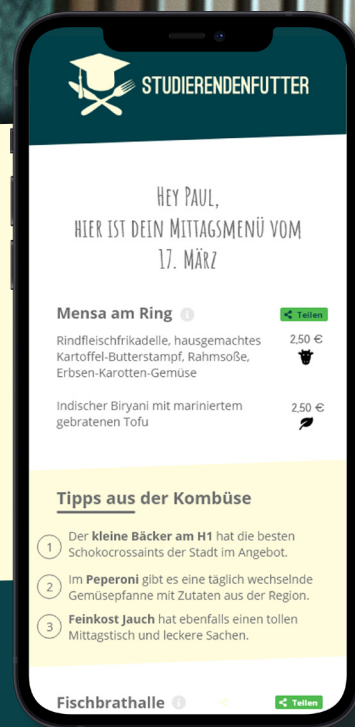 STUDIERENDENFUTTER
Hey Paul,
hier ist dein Mittagsmenü vom
17. März
Mensa am Ring
Teilen
Rindfleischfrikadelle, hausgemachtes
2,50 €
Kartoffel-Butterstampf, Rahmsoße,
Erbsen-Karotten-Gemüse
Indischer Biryani mit mariniertem
2,50 €
gebratenen Tofu
Tipps aus der Kombüse
1
Der kleine Bäcker am H1 hat die besten
Schokocrossaints der Stadt im Angebot.
2
Im Peperoni gibt es eine täglich wechselnde
Gemüsepfanne mit Zutaten aus der Region.
3
Feinkost Jauch hat ebenfalls einen tollen
Mittagstisch und leckere Sachen.
Fischbrathalle
Teilen